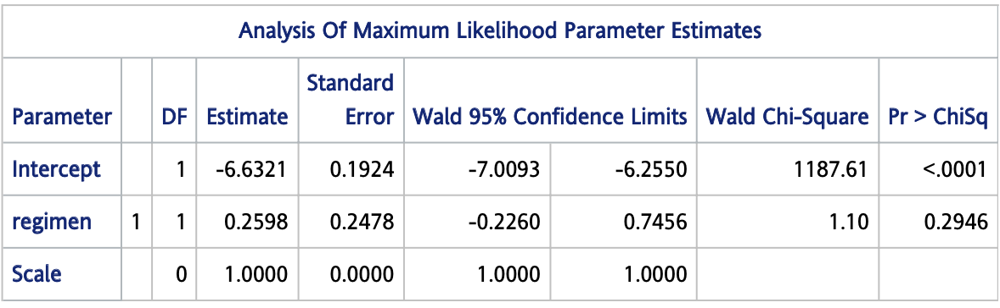 Analysis Of Maximum Likelihood Parameter Estimates
Parameter DF Estimate Standard Error Wald 95% Confidence Limits Wald Chi-Square Pr > ChiSq
Intercept 1 -6.6321 0.1924 -7.0093 -6.2550 1187.61 <.0001
regimen 1 1 0.2598 0.2478 -0.2260 0.7456 1.10 0.2946
Scale 0 1.0000 0.0000 1.0000 1.0000